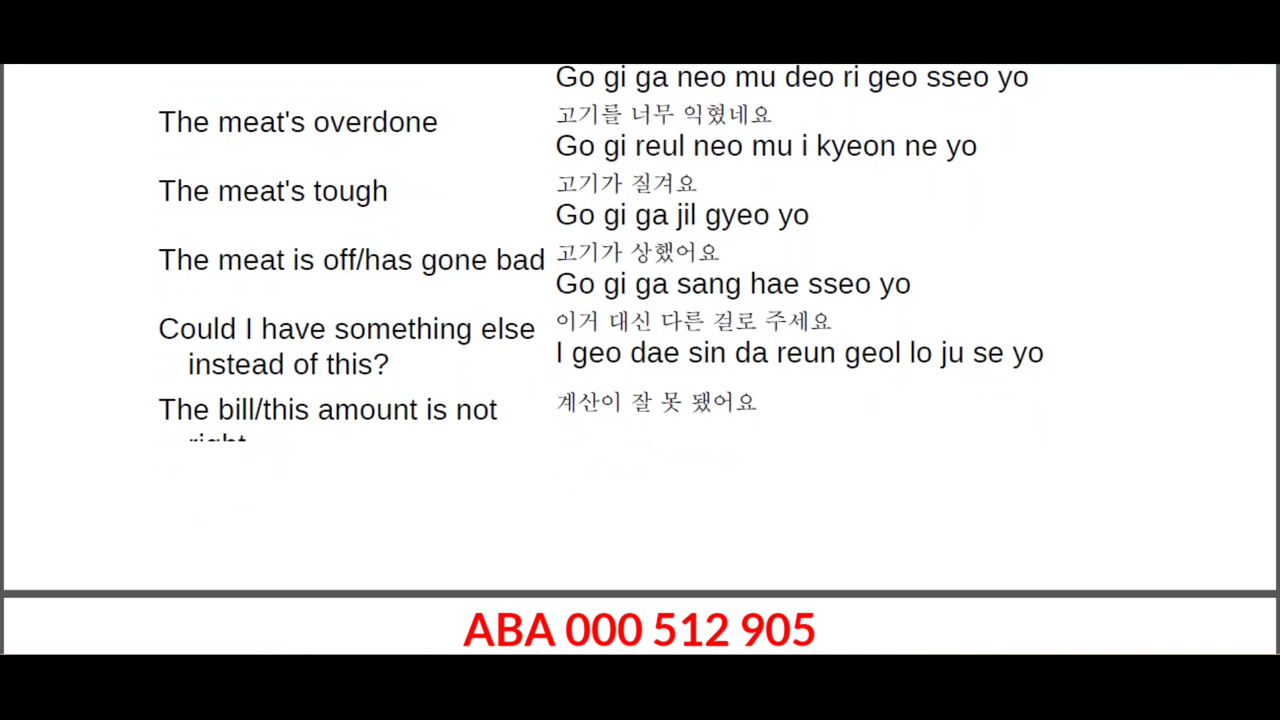 Go gi ga neo mu deo ri geo sseo yo
The meat's overdone
고기를 너무 익혔네요
Go gi reul neo mu i kyeon ne yo
The meat's tough
고기가 질겨요
Go gi ga jil gyeo yo
The meat is off/has gone bad
고기가 상했어요
Go gi ga sang hae sseo yo
Could I have something else
instead of this?
이거 대신 다른 걸로 주세요
I geo dae sin da reun geol lo ju se yo
The bill/this amount is not
right
계산이 잘 못 됐어요
ABA 000 512 905